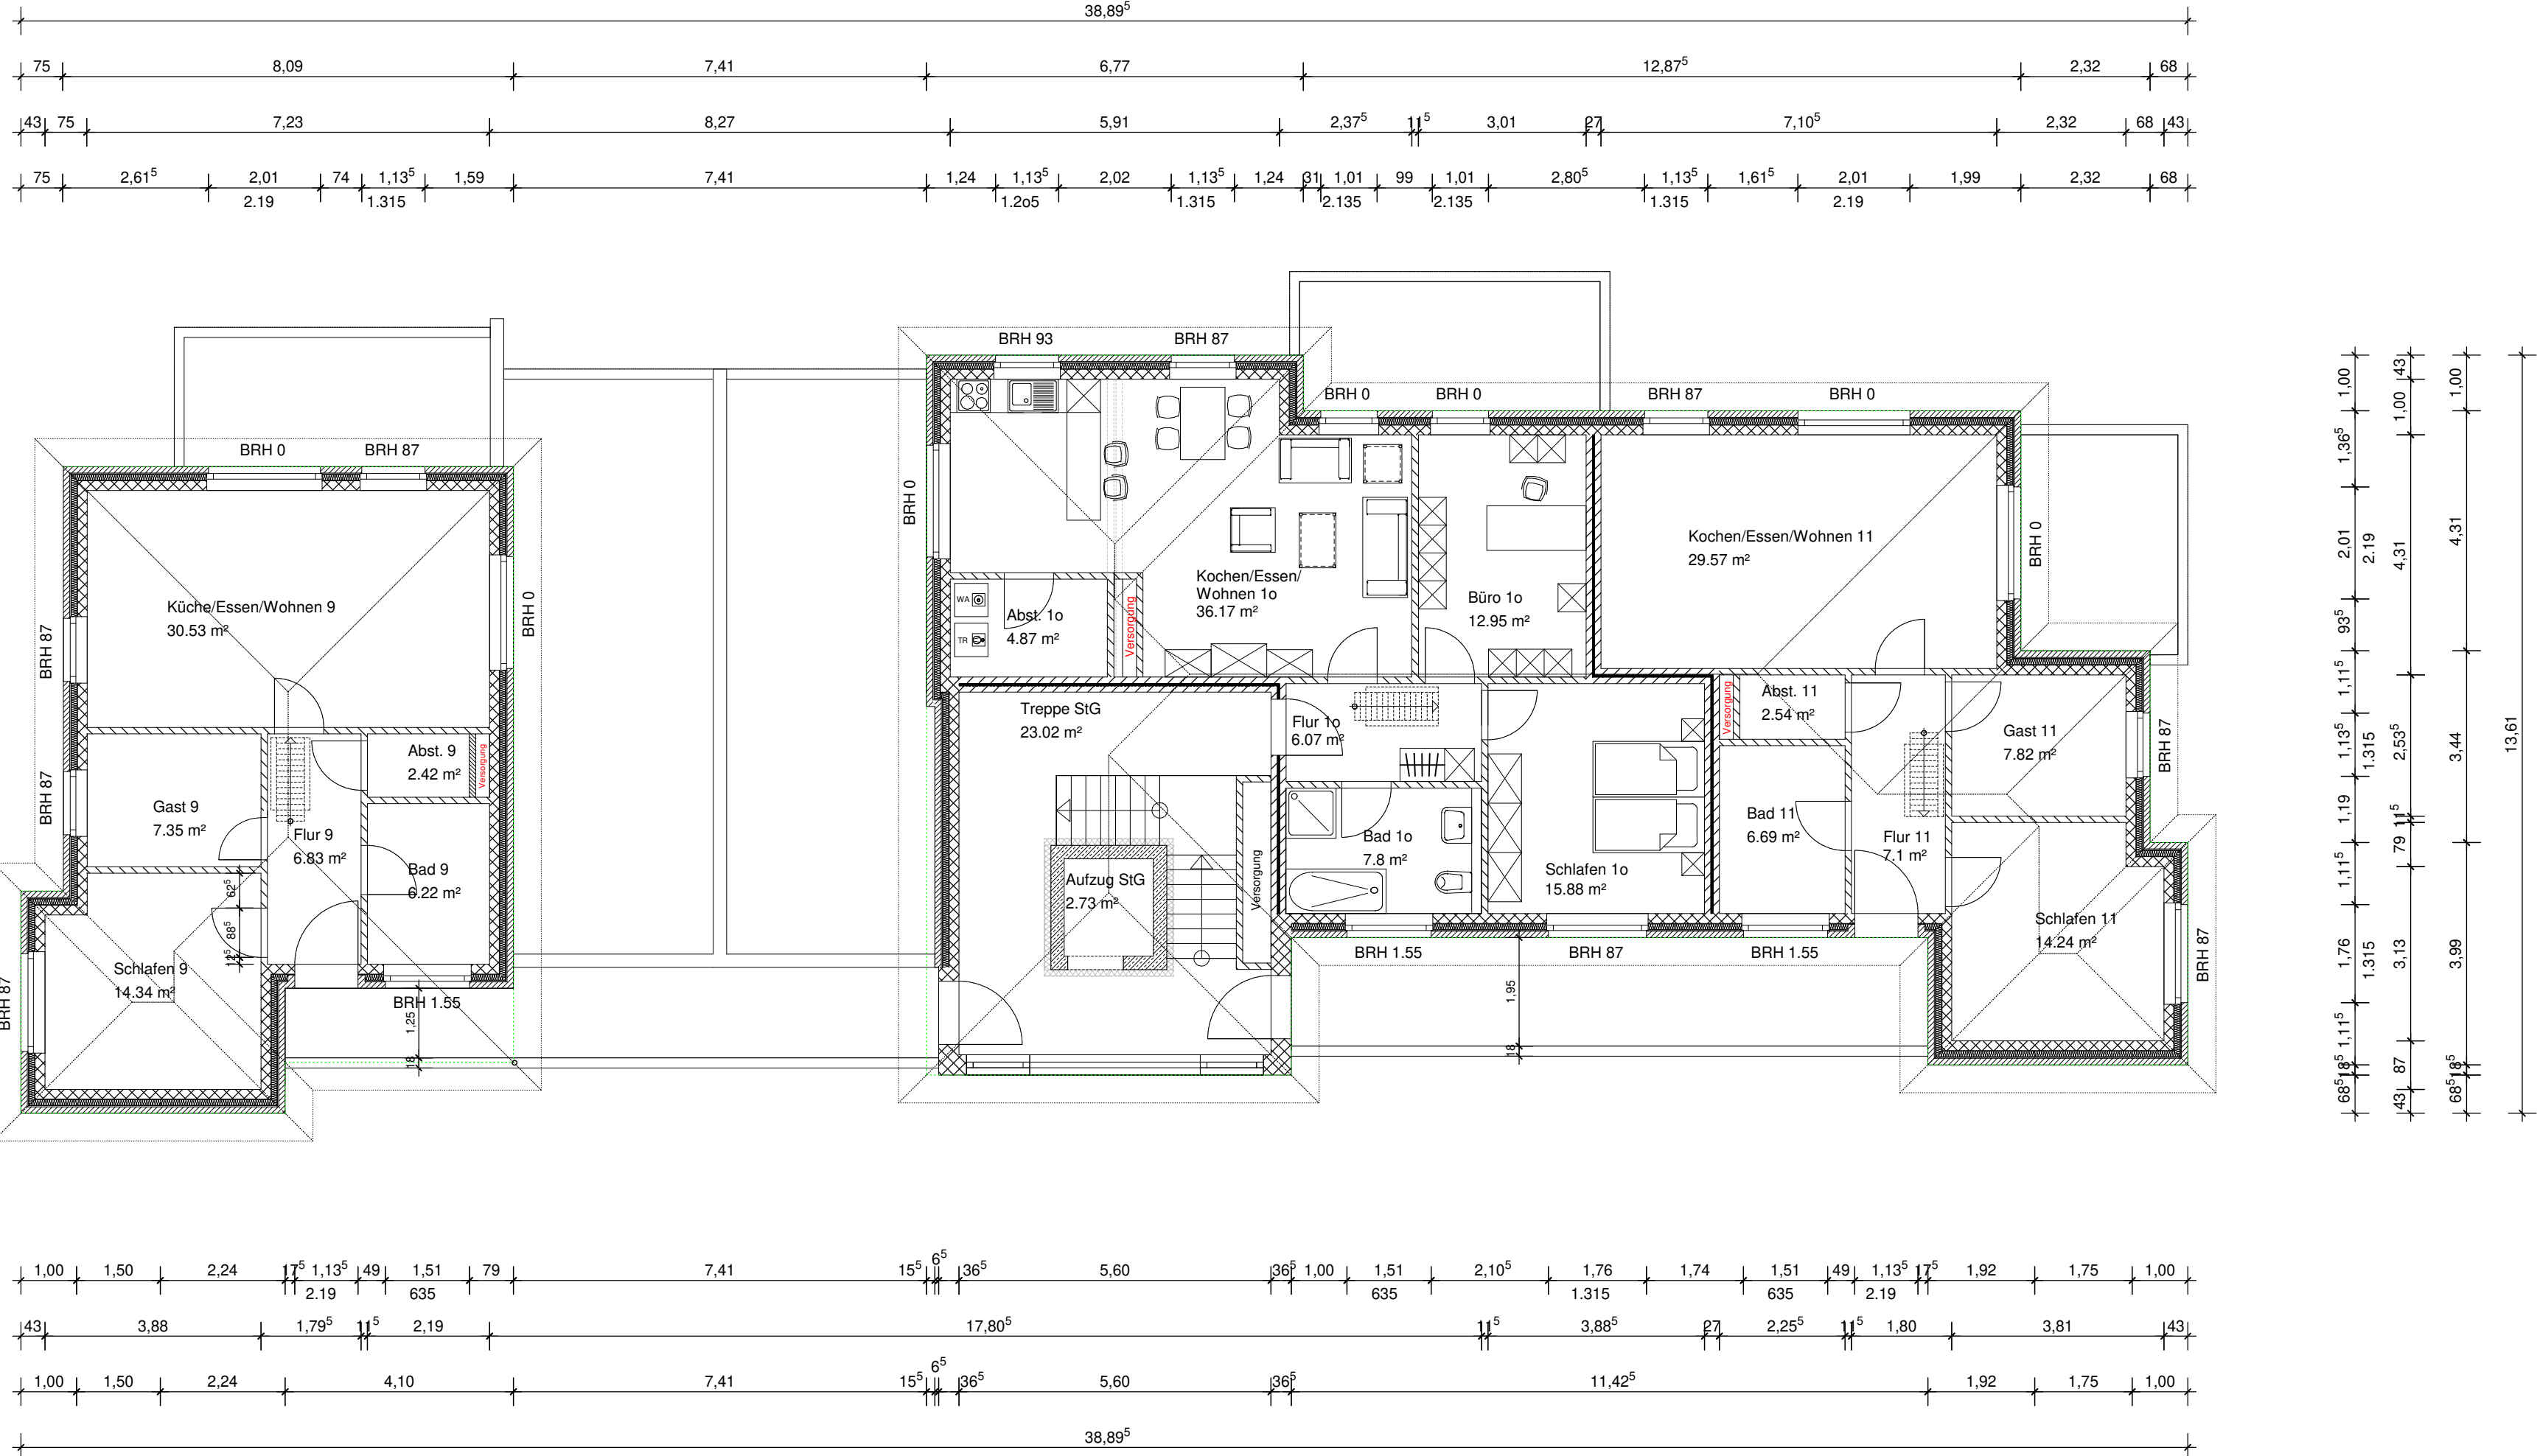 38,89⁵
75 8,09 7,41 6,77 12,87⁵ 2,32 68
43 75 7,23 8,27 5,91 2,37⁵ 11⁵ 3,01 27 7,10⁵ 2,32 68 43
75 2,61⁵ 2,01 74 1,13⁵ 1,59 7,41 1,24 1,13⁵ 2,02 1,13⁵ 1,24 31 1,01 99 1,01 2,80⁵ 1,13⁵ 1,61⁵ 2,01 1,99 2,32 68
2.19 1.315 1.2o5 1.315 2.135 2.135 1.315 2.19
BRH 0 BRH 87
BRH 87
BRH 87
BRH 0
BRH 87
Küche/Essen/Wohnen 9
30.53 m²
Abst. 9
2.42 m²
Versorgung
Gast 9
7.35 m²
Flur 9
6.83 m²
Bad 9
6.22 m²
Schlafen 9
14.34 m²
62⁵
88⁵
12⁵
BRH 1.55
1,25
18
BRH 93 BRH 87
BRH 0
BRH 0 BRH 0 BRH 87 BRH 0
Kochen/Essen/
Wohnen 1o
36.17 m²
WA
TR
Abst. 1o
4.87 m²
Versorgung
Büro 1o
12.95 m²
Treppe StG
23.02 m²
Flur 1o
6.07 m²
Aufzug StG
2.73 m²
Versorgung
Bad 1o
7.8 m²
Schlafen 1o
15.88 m²
BRH 1.55 BRH 87 BRH 1.55
1,95
18
Kochen/Essen/Wohnen 11
29.57 m²
BRH 0
Versorgung
Abst. 11
2.54 m²
Gast 11
7.82 m²
BRH 87
Bad 11
6.69 m²
Flur 11
7.1 m²
Schlafen 11
14.24 m²
BRH 87
1,00 1,36⁵ 2,01 93⁵ 1,11⁵ 1,13⁵ 1,19 1,11⁵ 1,76 1,11⁵ 18⁵ 68⁵
2.19 1.315 1.315
43 1,00 4,31 2,53⁵ 11⁵ 79 3,13 87 43
1,00 4,31 3,44 3,99 18⁵ 68⁵
13,61
1,00 1,50 2,24 17⁵ 1,13⁵ 49 1,51 79 7,41 15⁵ 6⁵ 36⁵ 5,60 36⁵ 1,00 1,51 2,10⁵ 1,76 1,74 1,51 49 1,13⁵ 17⁵ 1,92 1,75 1,00
2.19 635 635 1.315 635 2.19
43 3,88 1,79⁵ 11⁵ 2,19 17,80⁵ 11⁵ 3,88⁵ 27 2,25⁵ 11⁵ 1,80 3,81 43
1,00 1,50 2,24 4,10 7,41 15⁵ 6⁵ 36⁵ 5,60 36⁵ 11,42⁵ 1,92 1,75 1,00
38,89⁵